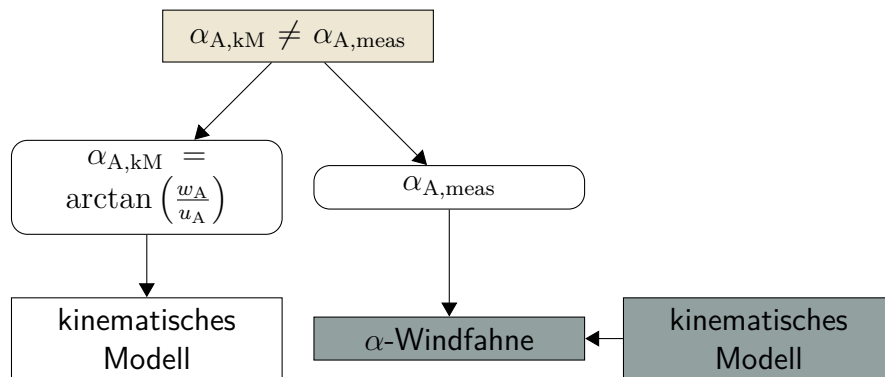 α_A,kM ≠ α_A,meas
α_A,kM =
arctan (w_A/u_A)
α_A,meas
kinematisches
Modell
α-Windfahne
kinematisches
Modell